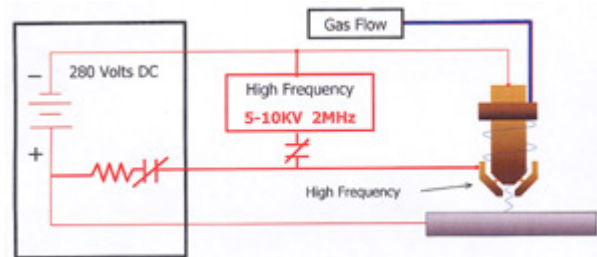 Gas Flow
−
280 Volts DC
+
High Frequency
5-10KV 2MHz
High Frequency